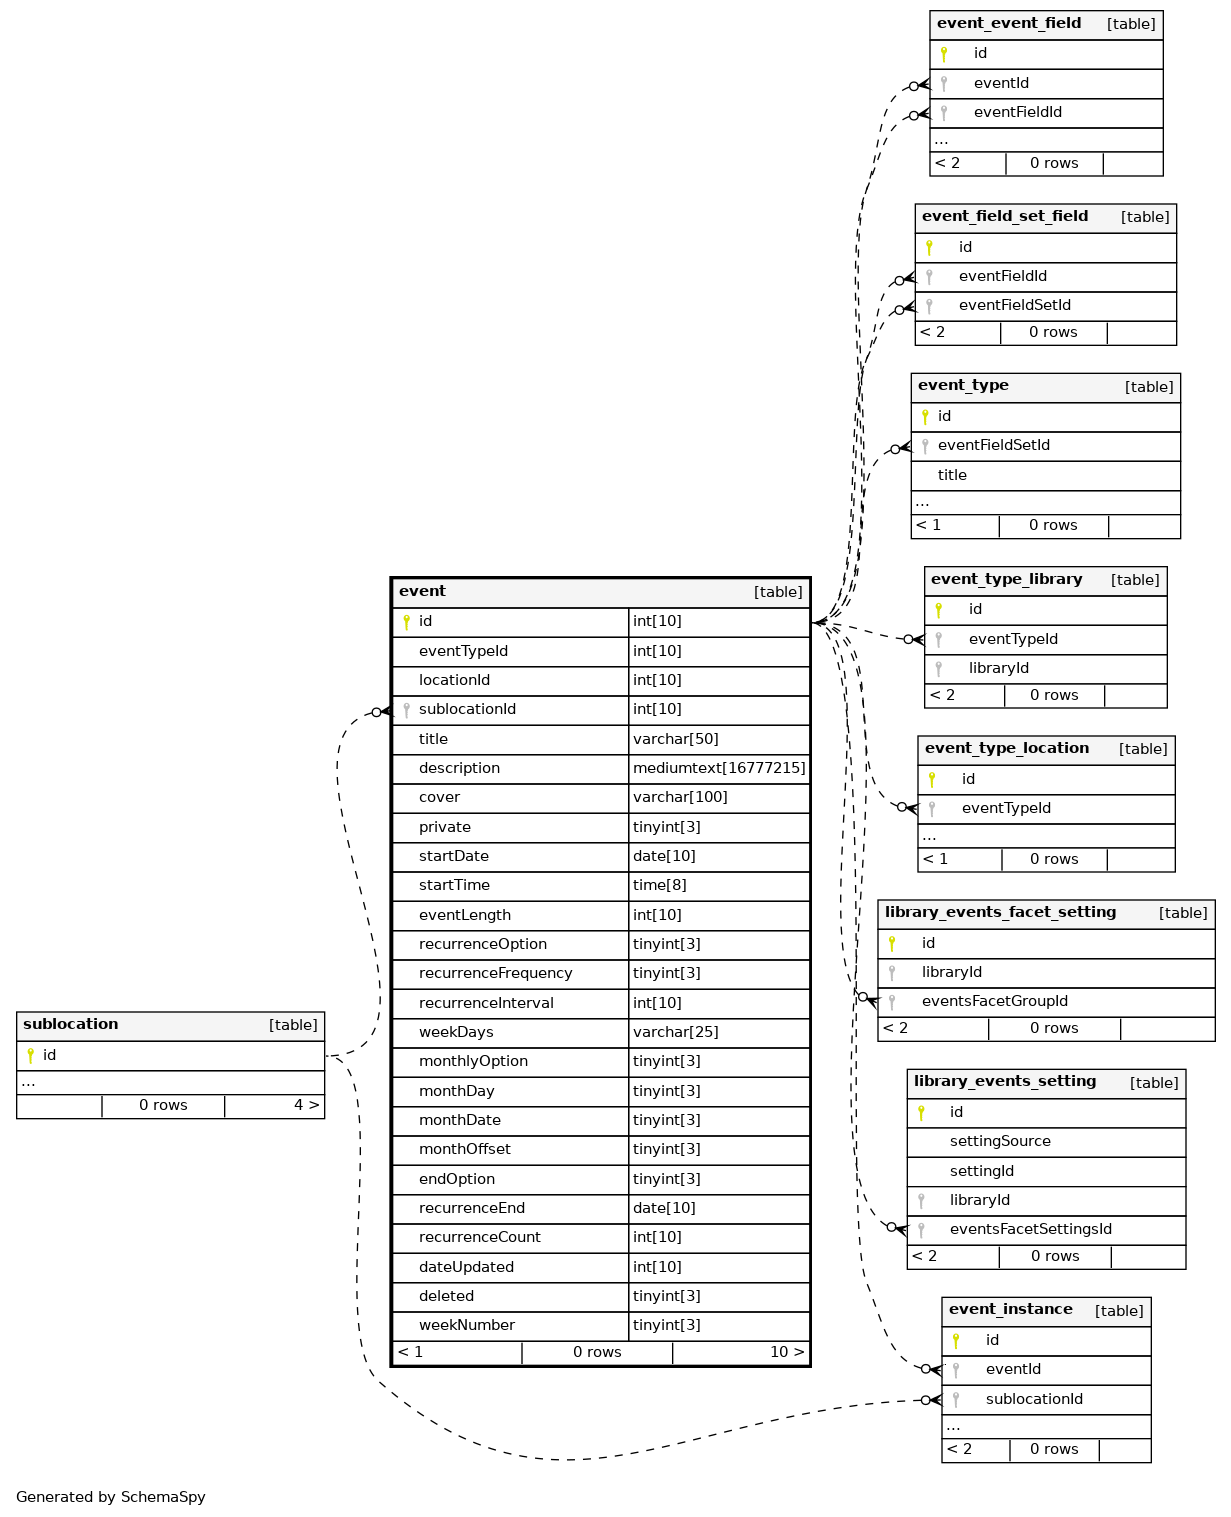 event_event_field [table]
id
eventId
eventFieldId
...
< 2 0 rows
event_field_set_field [table]
id
eventFieldId
eventFieldSetId
< 2 0 rows
event_type [table]
id
eventFieldSetId
title
...
< 1 0 rows
event_type_library [table]
id
eventTypeId
libraryId
< 2 0 rows
event_type_location [table]
id
eventTypeId
...
< 1 0 rows
library_events_facet_setting [table]
id
libraryId
eventsFacetGroupId
< 2 0 rows
library_events_setting [table]
id
settingSource
settingId
libraryId
eventsFacetSettingsId
< 2 0 rows
event_instance [table]
id
eventId
sublocationId
...
< 2 0 rows
event [table]
id int[10]
eventTypeId int[10]
locationId int[10]
sublocationId int[10]
title varchar[50]
description mediumtext[16777215]
cover varchar[100]
private tinyint[3]
startDate date[10]
startTime time[8]
eventLength int[10]
recurrenceOption tinyint[3]
recurrenceFrequency tinyint[3]
recurrenceInterval int[10]
weekDays varchar[25]
monthlyOption tinyint[3]
monthDay tinyint[3]
monthDate tinyint[3]
monthOffset tinyint[3]
endOption tinyint[3]
recurrenceEnd date[10]
recurrenceCount int[10]
dateUpdated int[10]
deleted tinyint[3]
weekNumber tinyint[3]
< 1 0 rows 10 >
sublocation [table]
id
...
0 rows 4 >
Generated by SchemaSpy